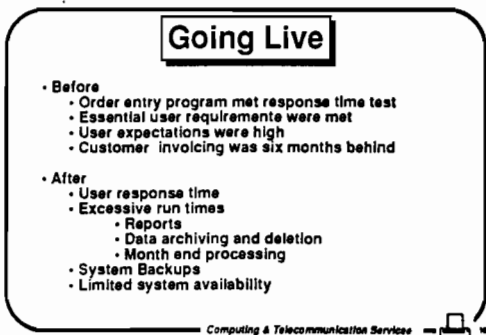 Going Live
• Before
• Order entry program met response time test
• Essential user requiremente were met
• User expectations were high
• Customer invoicing was six months behind
• After
• User response time
• Excessive run times
• Reports
• Data archiving and deletion
• Month end processing
• System Backups
• Limited system availability
Computing & Telecommunication Services